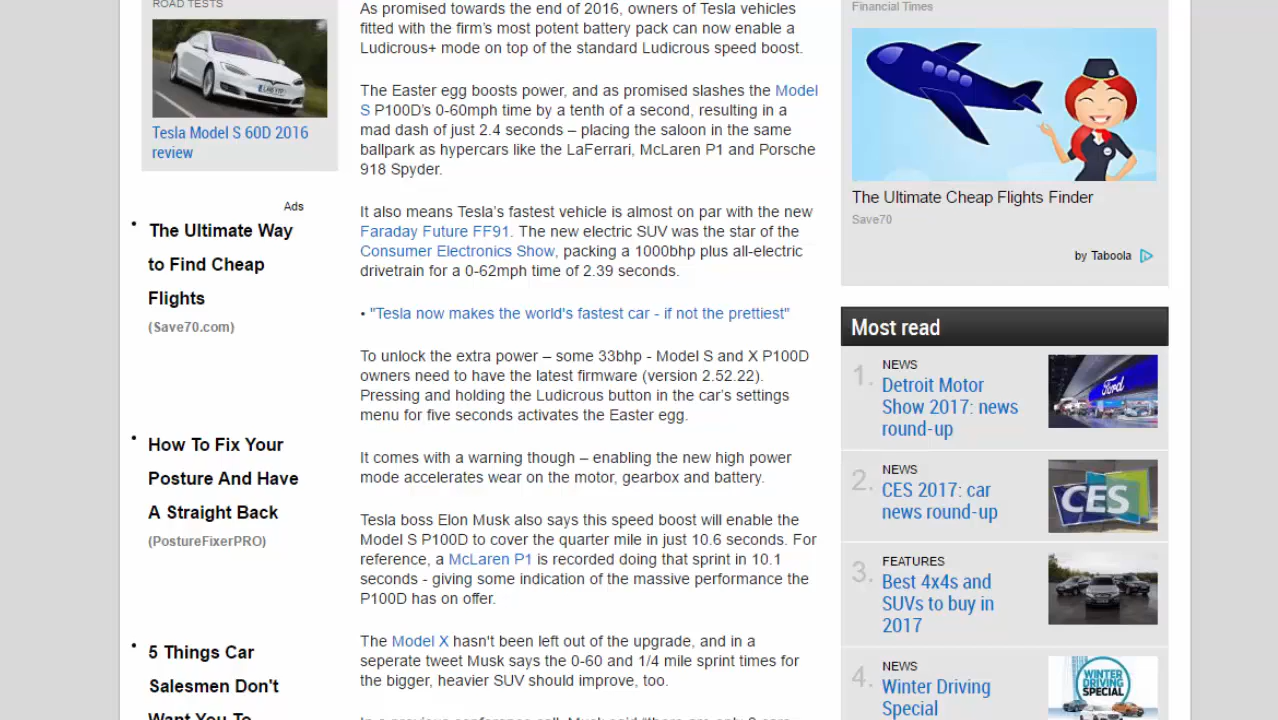 ROAD TESTS
Tesla Model S 60D 2016
review
Ads
The Ultimate Way
to Find Cheap
Flights
(Save70.com)
How To Fix Your
Posture And Have
A Straight Back
(PostureFixerPRO)
5 Things Car
Salesmen Don't
Want You To
As promised towards the end of 2016, owners of Tesla vehicles
fitted with the firm's most potent battery pack can now enable a
Ludicrous+ mode on top of the standard Ludicrous speed boost.
The Easter egg boosts power, and as promised slashes the Model
S P100D's 0-60mph time by a tenth of a second, resulting in a
mad dash of just 2.4 seconds – placing the saloon in the same
ballpark as hypercars like the LaFerrari, McLaren P1 and Porsche
918 Spyder.
It also means Tesla's fastest vehicle is almost on par with the new
Faraday Future FF91. The new electric SUV was the star of the
Consumer Electronics Show, packing a 1000bhp plus all-electric
drivetrain for a 0-62mph time of 2.39 seconds.
• "Tesla now makes the world's fastest car - if not the prettiest"
To unlock the extra power – some 33bhp - Model S and X P100D
owners need to have the latest firmware (version 2.52.22).
Pressing and holding the Ludicrous button in the car's settings
menu for five seconds activates the Easter egg.
It comes with a warning though – enabling the new high power
mode accelerates wear on the motor, gearbox and battery.
Tesla boss Elon Musk also says this speed boost will enable the
Model S P100D to cover the quarter mile in just 10.6 seconds. For
reference, a McLaren P1 is recorded doing that sprint in 10.1
seconds - giving some indication of the massive performance the
P100D has on offer.
The Model X hasn't been left out of the upgrade, and in a
seperate tweet Musk says the 0-60 and 1/4 mile sprint times for
the bigger, heavier SUV should improve, too.
Financial Times
The Ultimate Cheap Flights Finder
Save70
by Taboola
Most read
1.
NEWS
Detroit Motor
Show 2017: news
round-up
Ford
2.
NEWS
CES 2017: car
news round-up
CES
3.
FEATURES
Best 4x4s and
SUVs to buy in
2017
4.
NEWS
Winter Driving
Special
WINTER
DRIVING
SPECIAL